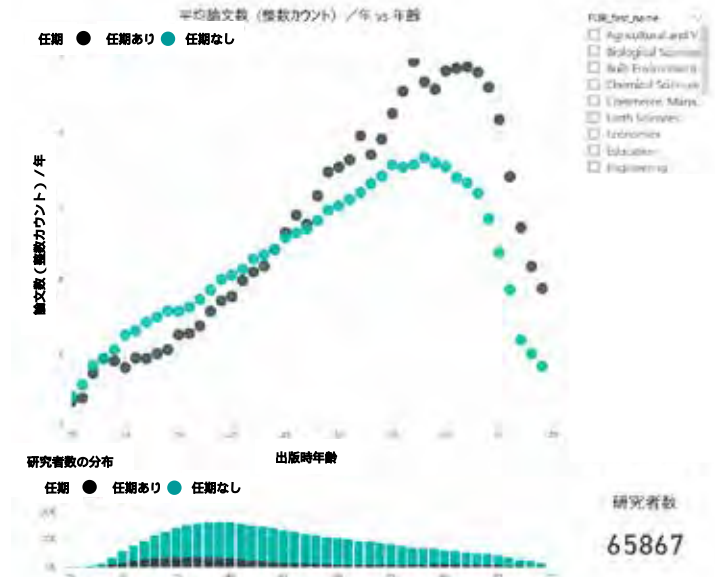 平均論文数（整数カウント）／年 vs 年齢
任期 任期あり 任期なし
論文数（整数カウント）／年
出版時年齢
FOR_first_name
Agricultural and V
Biological Sciences
Built Environment
Chemical Sciences
Commerce, Mana
Earth Sciences
Economics
Education
Engineering
研究者数の分布
任期 任期あり 任期なし
研究者数
65867